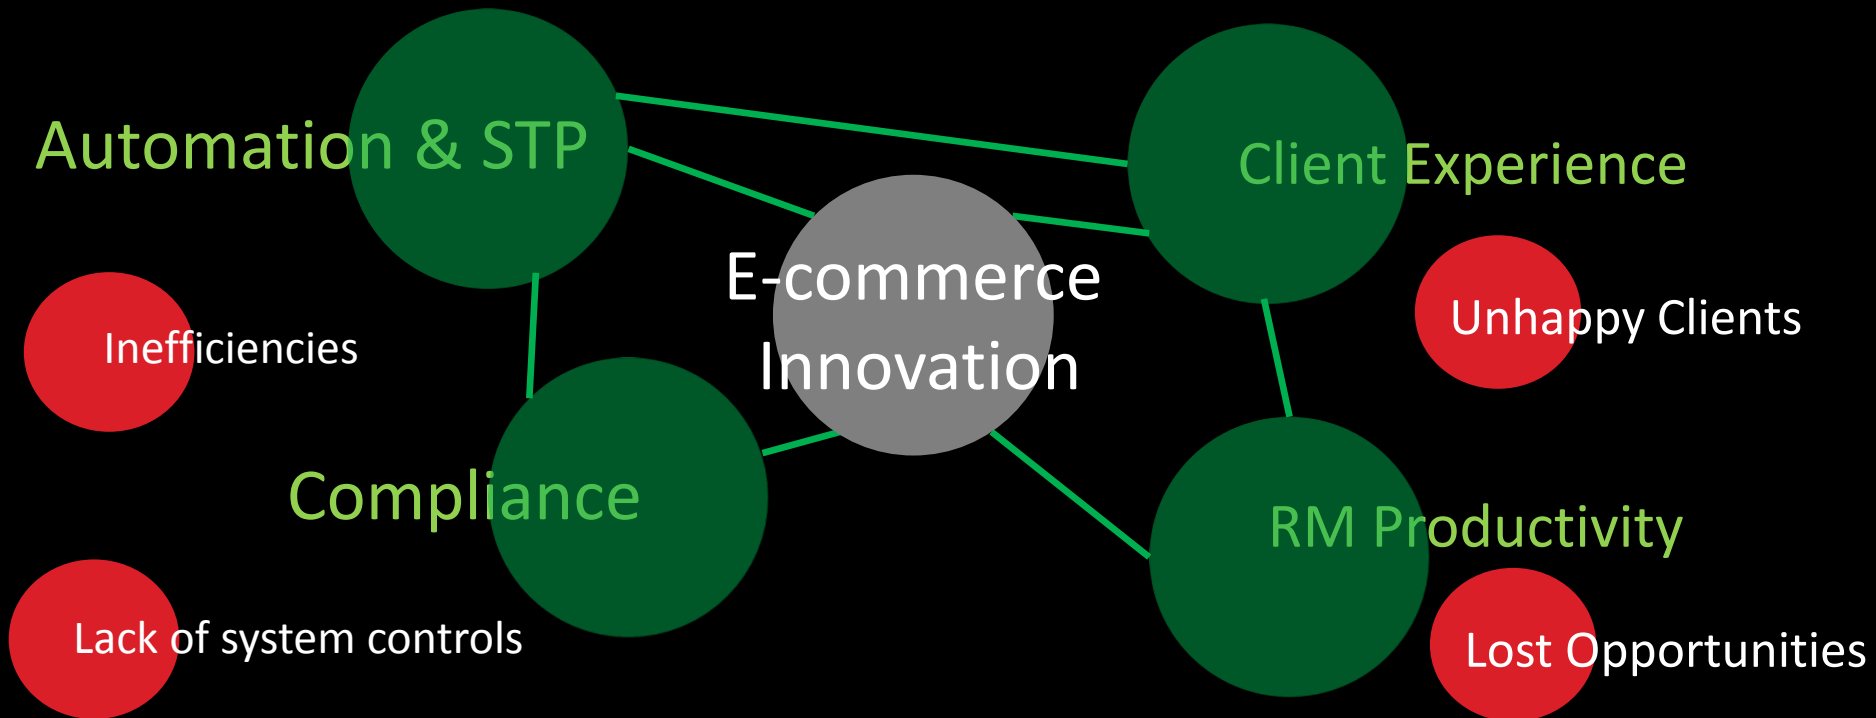 Automation & STP
Client Experience
E-commerce
Innovation
Inefficiencies
Unhappy Clients
Compliance
RM Productivity
Lack of system controls
Lost Opportunities